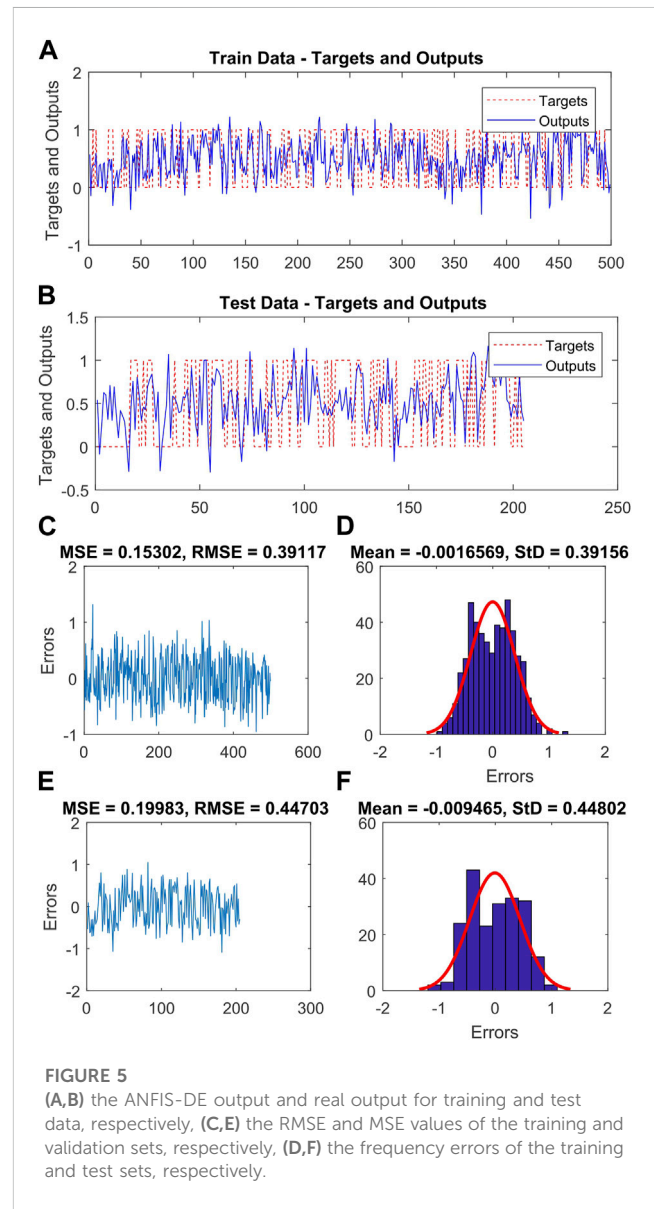 A
Train Data - Targets and Outputs
Targets and Outputs
2
1
0
-1
Targets
Outputs
0 50 100 150 200 250 300 350 400 450 500
B
Test Data - Targets and Outputs
Targets and Outputs
1.5
1
0.5
0
-0.5
Targets
Outputs
0 50 100 150 200 250
C
MSE = 0.15302, RMSE = 0.39117
Errors
2
1
0
-1
0 200 400 600
D
Mean = -0.0016569, StD = 0.39156
60
40
20
0
-2 -1 0 1 2
Errors
E
MSE = 0.19983, RMSE = 0.44703
Errors
2
1
0
-1
-2
0 100 200 300
F
Mean = -0.009465, StD = 0.44802
60
40
20
0
-2 -1 0 1 2
Errors
FIGURE 5
(A,B) the ANFIS-DE output and real output for training and test
data, respectively, (C,E) the RMSE and MSE values of the training and
validation sets, respectively, (D,F) the frequency errors of the training
and test sets, respectively.